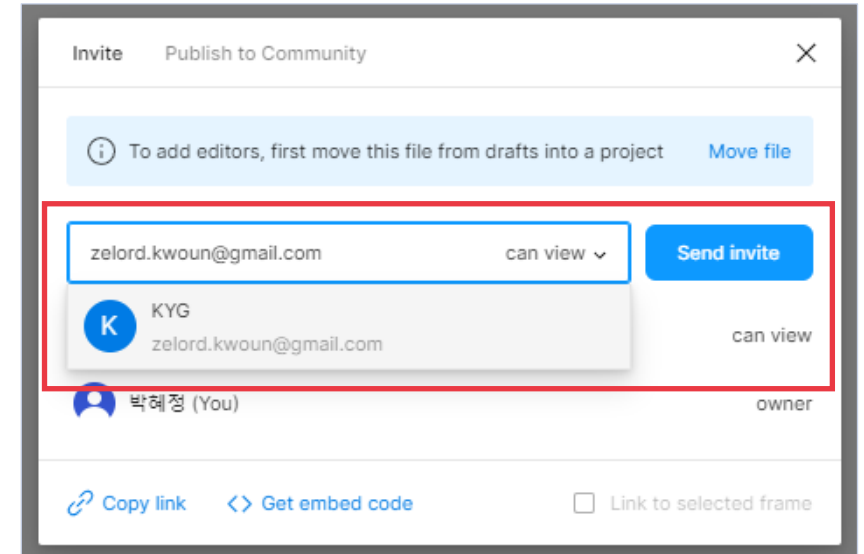 Invite Publish to Community
To add editors, first move this file from drafts into a project Move file
zelord.kwoun@gmail.com can view Send invite
K KYG
zelord.kwoun@gmail.com
can view
박혜정 (You) owner
Copy link <> Get embed code Link to selected frame